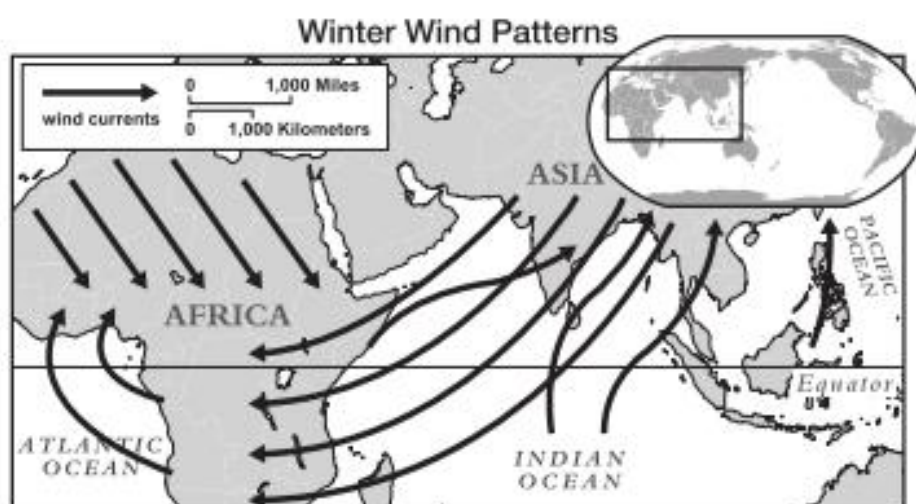 Winter Wind Patterns
0 1,000 Miles
wind currents
0 1,000 Kilometers
ASIA
PACIFIC
OCEAN
AFRICA
Equator
ATLANTIC
OCEAN
INDIAN
OCEAN